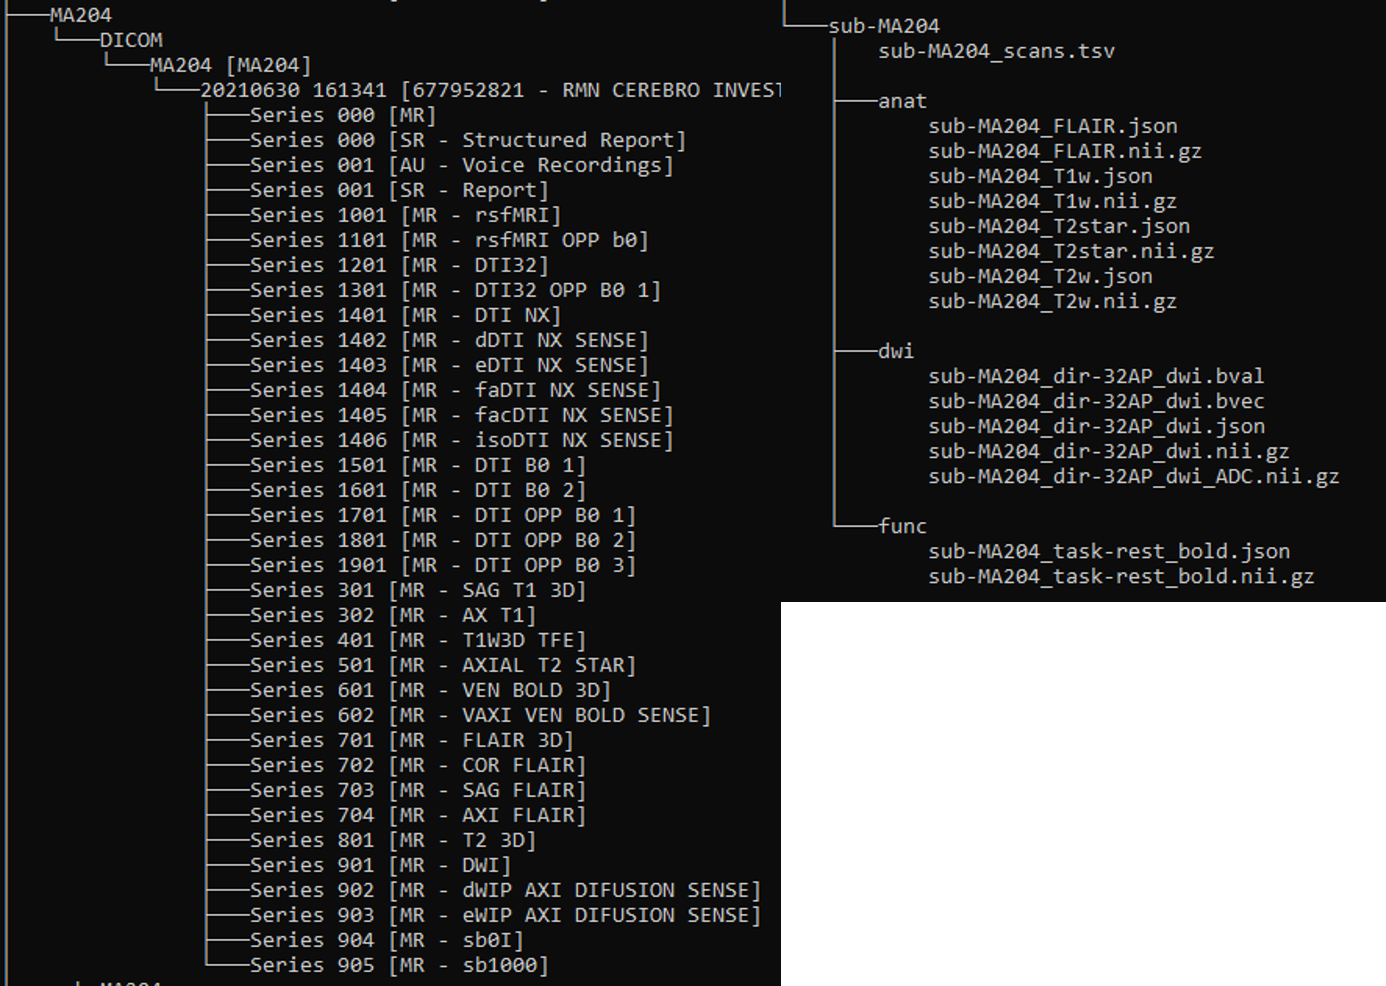 MA204
DICOM
MA204 [MA204]
20210630 161341 [677952821 - RMN CEREBRO INVEST
Series 000 [MR]
Series 000 [SR - Structured Report]
Series 001 [AU - Voice Recordings]
Series 001 [SR - Report]
Series 1001 [MR - rsfMRI]
Series 1101 [MR - rsfMRI OPP b0]
Series 1201 [MR - DTI32]
Series 1301 [MR - DTI32 OPP B0 1]
Series 1401 [MR - DTI NX]
Series 1402 [MR - dDTI NX SENSE]
Series 1403 [MR - eDTI NX SENSE]
Series 1404 [MR - faDTI NX SENSE]
Series 1405 [MR - facDTI NX SENSE]
Series 1406 [MR - isoDTI NX SENSE]
Series 1501 [MR - DTI B0 1]
Series 1601 [MR - DTI B0 2]
Series 1701 [MR - DTI OPP B0 1]
Series 1801 [MR - DTI OPP B0 2]
Series 1901 [MR - DTI OPP B0 3]
Series 301 [MR - SAG T1 3D]
Series 302 [MR - AX T1]
Series 401 [MR - T1W3D TFE]
Series 501 [MR - AXIAL T2 STAR]
Series 601 [MR - VEN BOLD 3D]
Series 602 [MR - VAXI VEN BOLD SENSE]
Series 701 [MR - FLAIR 3D]
Series 702 [MR - COR FLAIR]
Series 703 [MR - SAG FLAIR]
Series 704 [MR - AXI FLAIR]
Series 801 [MR - T2 3D]
Series 901 [MR - DWI]
Series 902 [MR - dWIP AXI DIFUSION SENSE]
Series 903 [MR - eWIP AXI DIFUSION SENSE]
Series 904 [MR - sb0I]
Series 905 [MR - sb1000]
sub-MA204
sub-MA204_scans.tsv
anat
sub-MA204_FLAIR.json
sub-MA204_FLAIR.nii.gz
sub-MA204_T1w.json
sub-MA204_T1w.nii.gz
sub-MA204_T2star.json
sub-MA204_T2star.nii.gz
sub-MA204_T2w.json
sub-MA204_T2w.nii.gz
dwi
sub-MA204_dir-32AP_dwi.bval
sub-MA204_dir-32AP_dwi.bvec
sub-MA204_dir-32AP_dwi.json
sub-MA204_dir-32AP_dwi.nii.gz
sub-MA204_dir-32AP_dwi_ADC.nii.gz
func
sub-MA204_task-rest_bold.json
sub-MA204_task-rest_bold.nii.gz